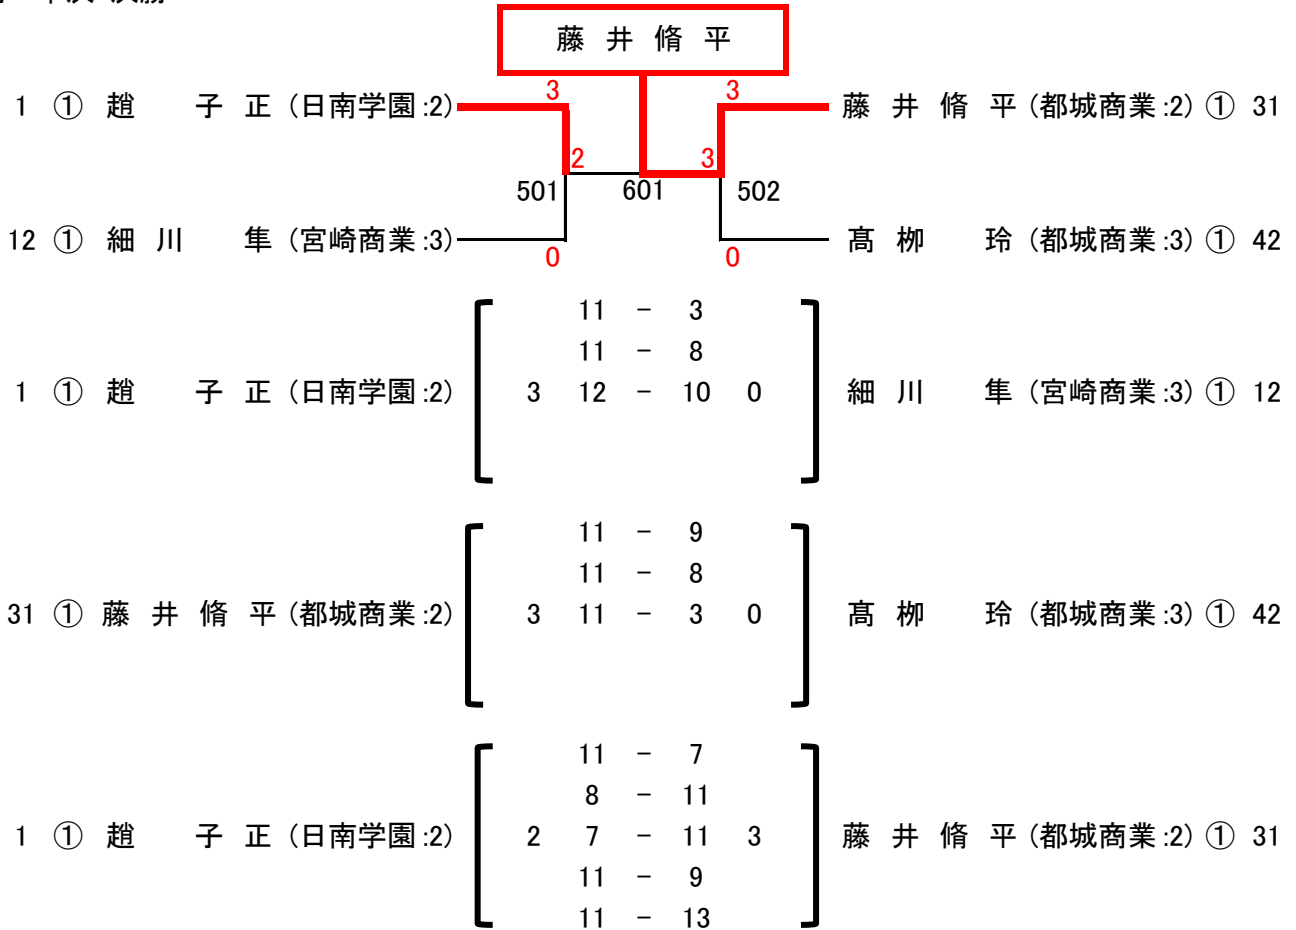 藤 井 脩 平
3 3
1 ① 趙 子 正 (日南学園:2) 藤 井 脩 平 (都城商業:2) ① 31
2 3
501 601 502
12 ① 細 川 隼 (宮崎商業:3) 髙 栁 玲 (都城商業:3) ① 42
0 0
11 - 3
11 - 8
1 ① 趙 子 正 (日南学園:2) 3 12 - 10 0 細 川 隼 (宮崎商業:3) ① 12
11 - 9
11 - 8
31 ① 藤 井 脩 平 (都城商業:2) 3 11 - 3 0 髙 栁 玲 (都城商業:3) ① 42
11 - 7
8 - 11
1 ① 趙 子 正 (日南学園:2) 2 7 - 11 3 藤 井 脩 平 (都城商業:2) ① 31
11 - 9
11 - 13